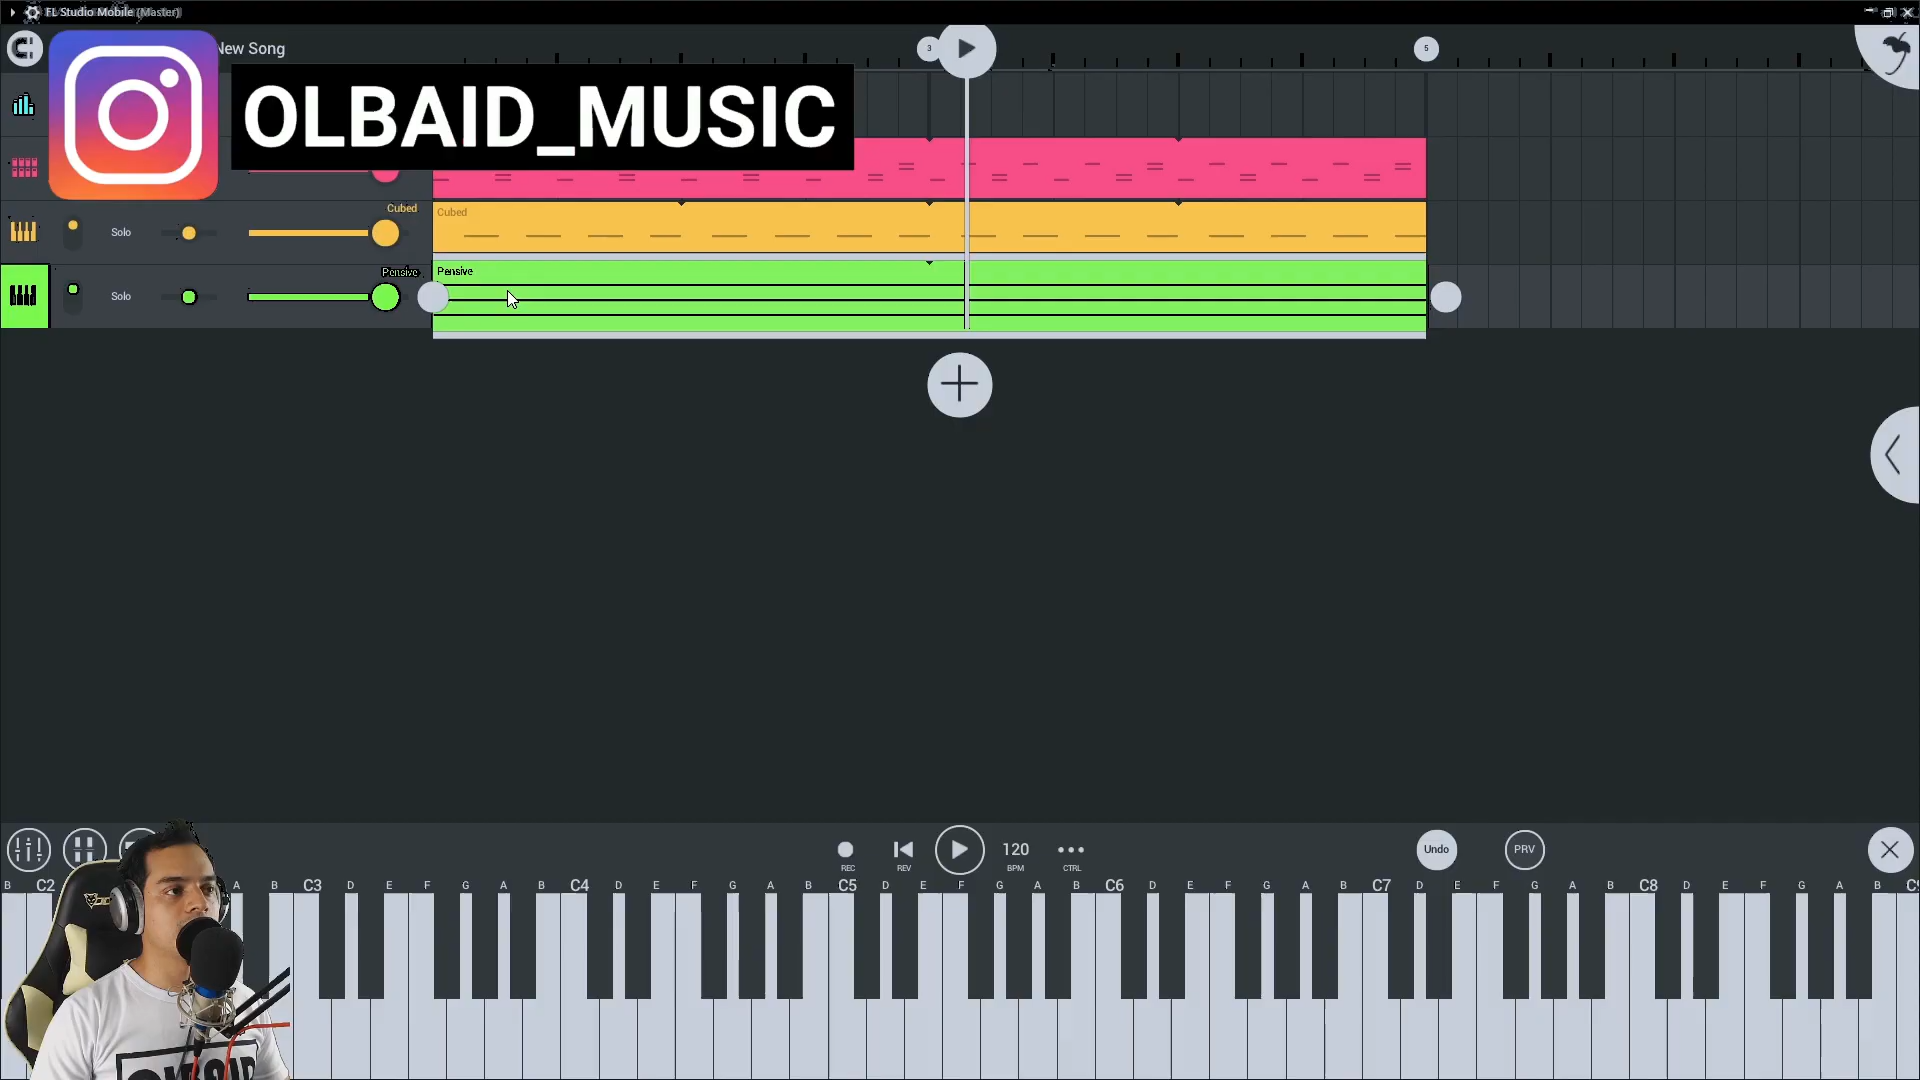 FL Studio Mobile (Master)
New Song
3
5
OLBAID_MUSIC
Cubed
Cubed
Solo
Pensive
Pensive
Solo
120
REC
REV
BPM
CTRL
Undo
PRV
B C2 A B C3 D E F G A B C4 D E F G A B C5 D E F G A B C6 D E F G A B C7 D E F G A B C8 D E F G A B
OLBAID